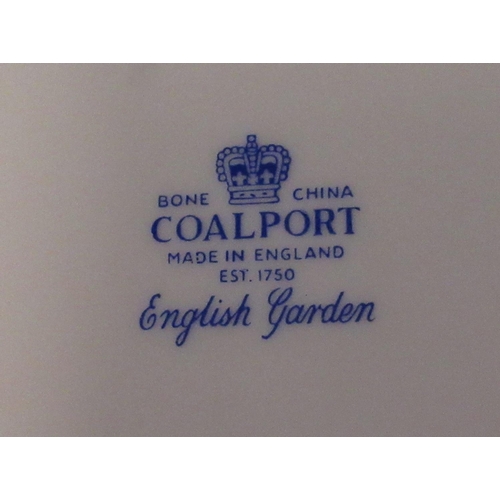 BONE CHINA
COALPORT
MADE IN ENGLAND
EST. 1750
English Garden